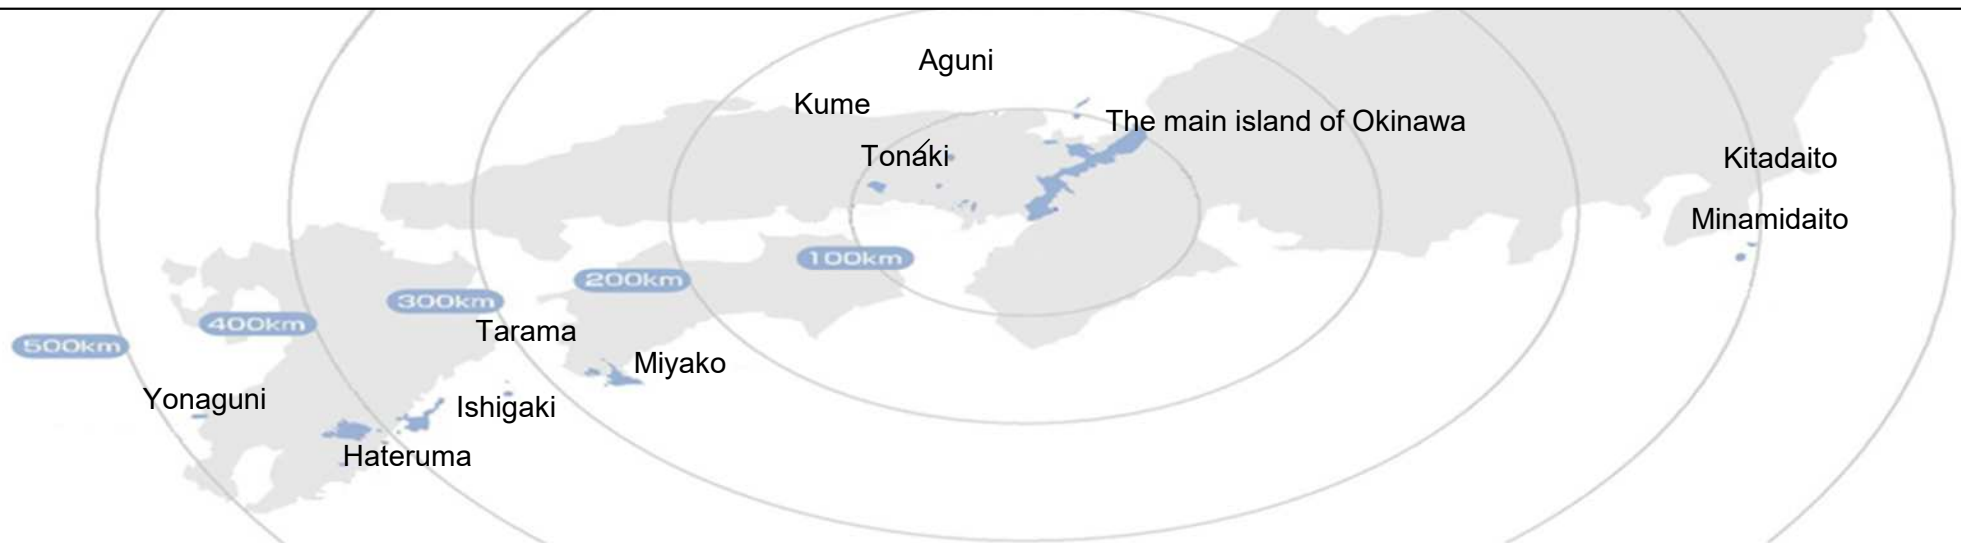 Aguni
Kume
The main island of Okinawa
Tonaki
Kitadaito
Minamidaito
100km
200km
300km
400km
500km
Tarama
Miyako
Yonaguni
Ishigaki
Hateruma